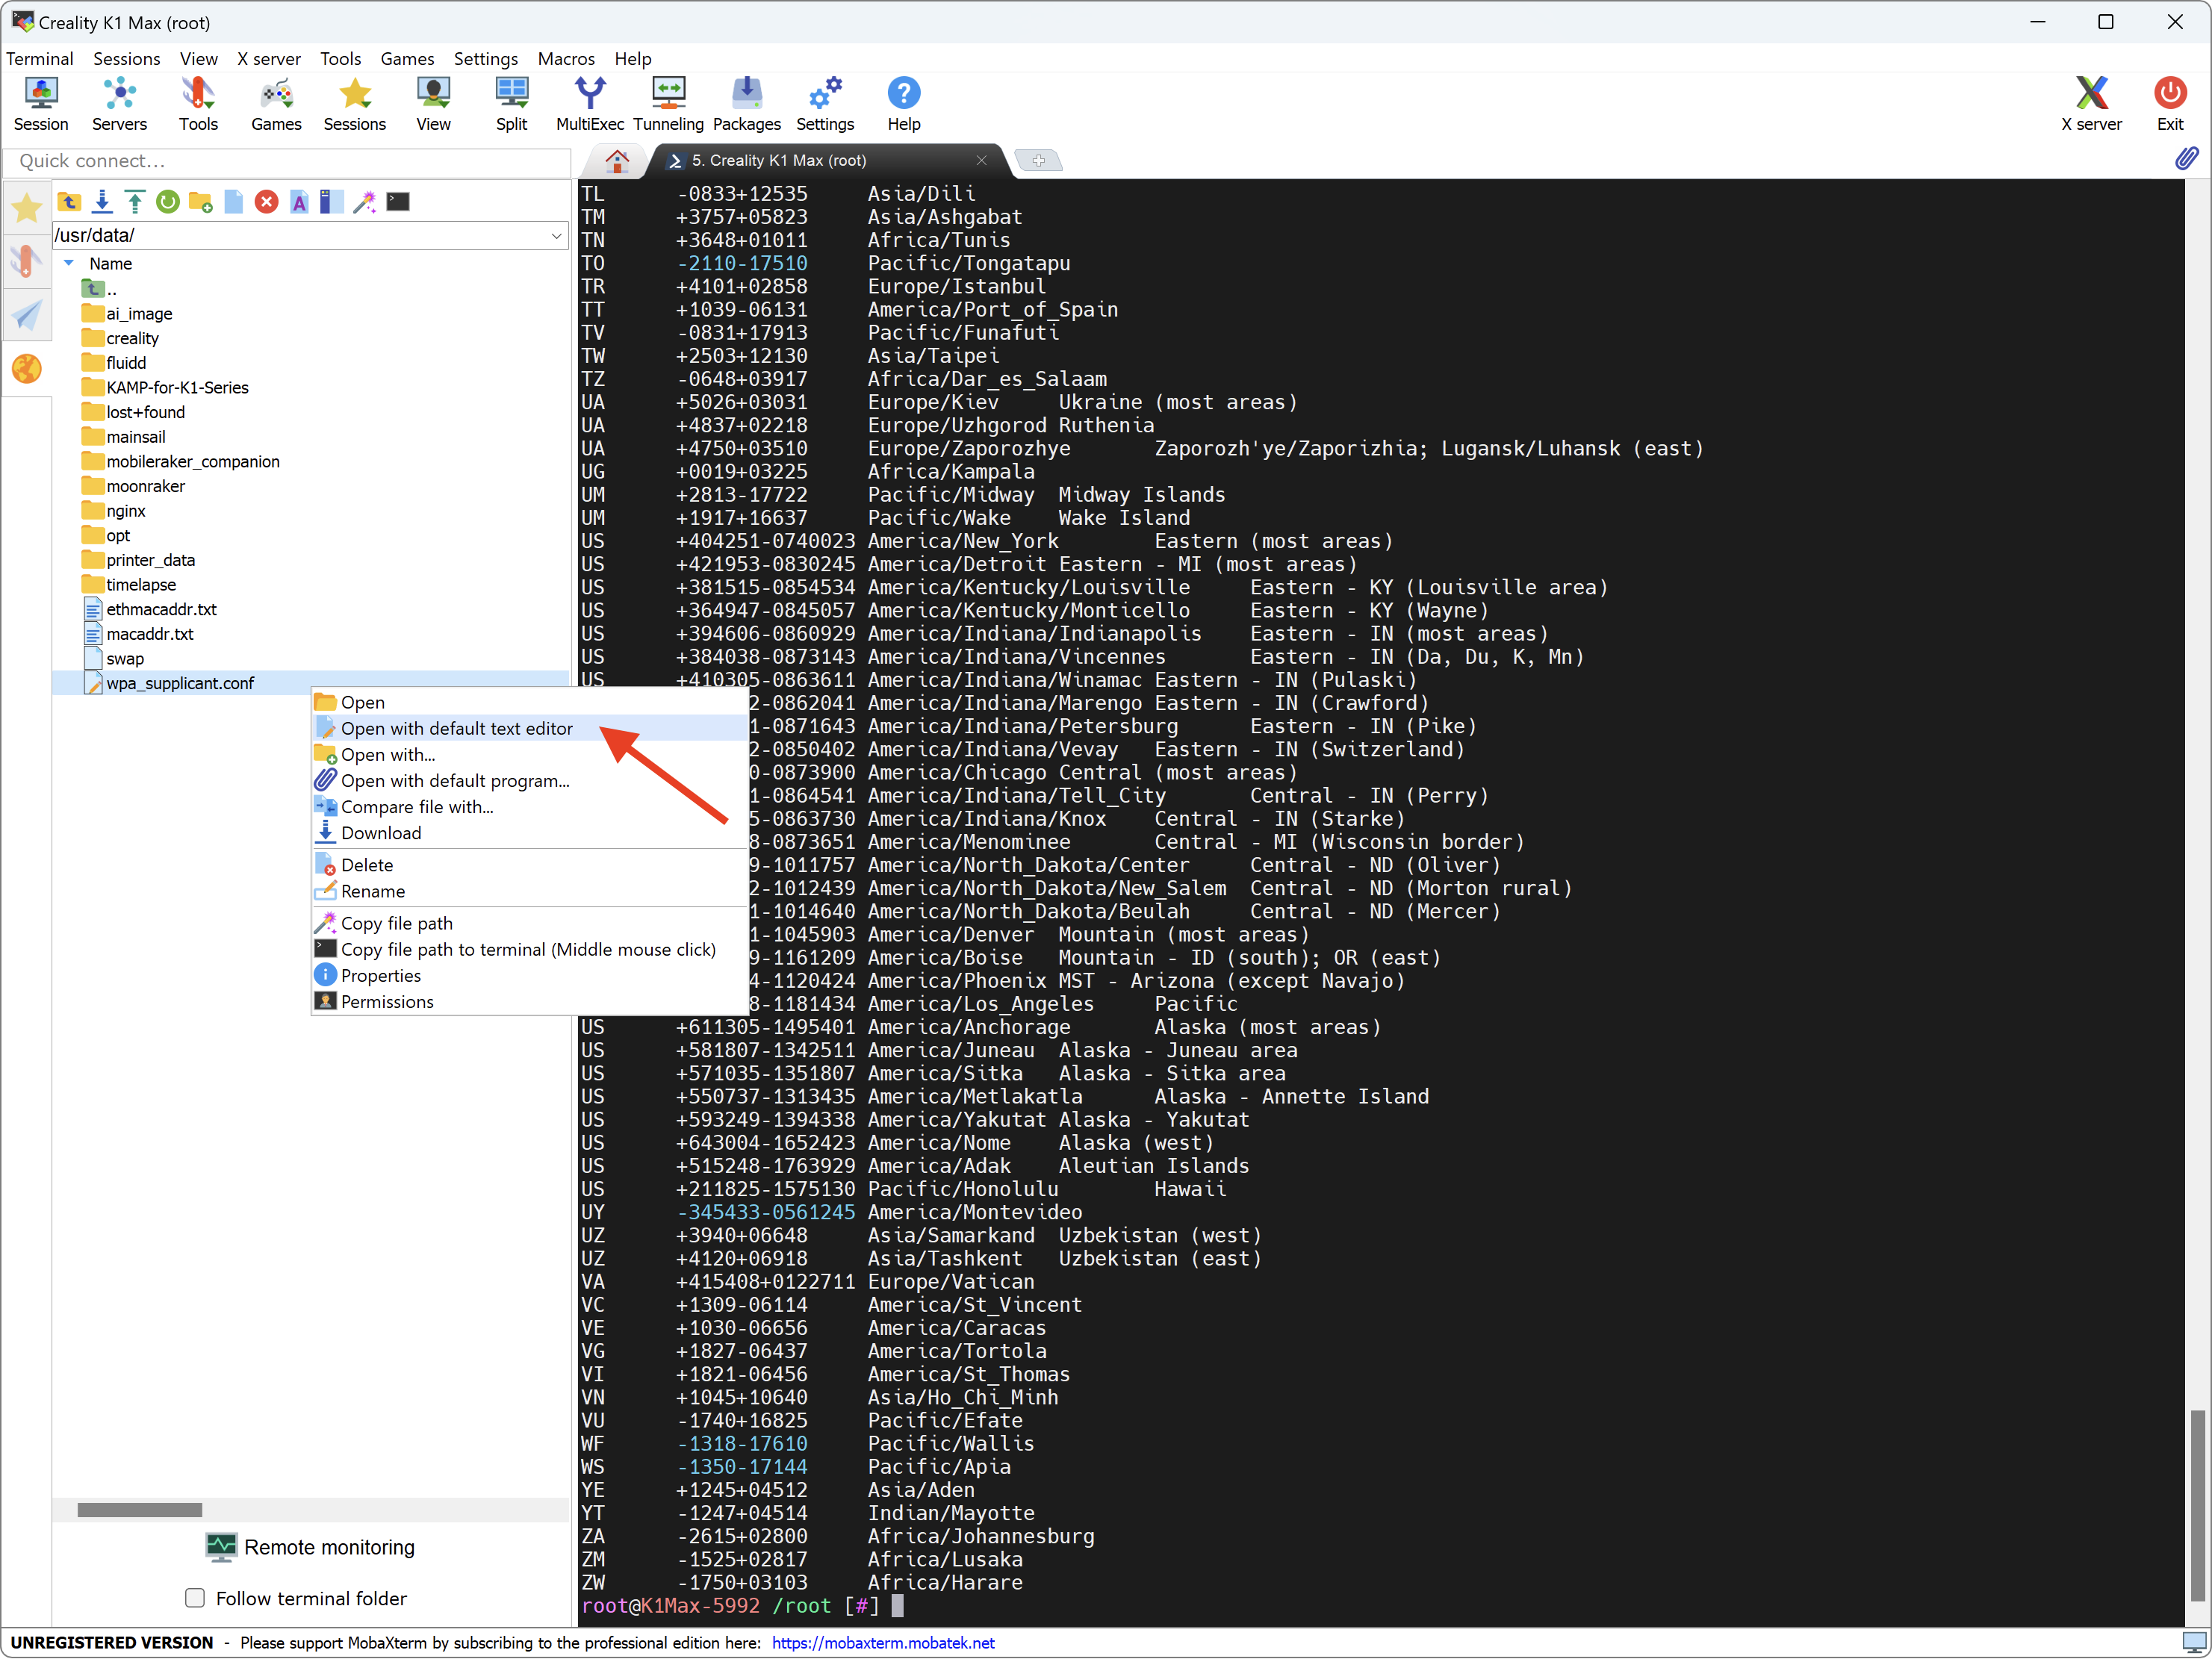 Creality K1 Max (root)
Terminal Sessions View X server Tools Games Settings Macros Help
Session Servers Tools Games Sessions View Split MultiExec Tunneling Packages Settings Help X server Exit
Quick connect...
5. Creality K1 Max (root)
/usr/data/
Name
..
ai_image
creality
fluidd
KAMP-for-K1-Series
lost+found
mainsail
mobileraker_companion
moonraker
nginx
opt
printer_data
timelapse
ethmacaddr.txt
macaddr.txt
swap
wpa_supplicant.conf
Open
Open with default text editor
Open with...
Open with default program...
Compare file with...
Download
Delete
Rename
Copy file path
Copy file path to terminal (Middle mouse click)
Properties
Permissions
Remote monitoring
Follow terminal folder
TL -0833+12535 Asia/Dili
TM +3757+05823 Asia/Ashgabat
TN +3648+01011 Africa/Tunis
TO -2110-17510 Pacific/Tongatapu
TR +4101+02858 Europe/Istanbul
TT +1039-06131 America/Port_of_Spain
TV -0831+17913 Pacific/Funafuti
TW +2503+12130 Asia/Taipei
TZ -0648+03917 Africa/Dar_es_Salaam
UA +5026+03031 Europe/Kiev Ukraine (most areas)
UA +4837+02218 Europe/Uzhgorod Ruthenia
UA +4750+03510 Europe/Zaporozhye Zaporozh'ye/Zaporizhia; Lugansk/Luhansk (east)
UG +0019+03225 Africa/Kampala
UM +2813-17722 Pacific/Midway Midway Islands
UM +1917+16637 Pacific/Wake Wake Island
US +404251-0740023 America/New_York Eastern (most areas)
US +421953-0830245 America/Detroit Eastern - MI (most areas)
US +381515-0854534 America/Kentucky/Louisville Eastern - KY (Louisville area)
US +364947-0845057 America/Kentucky/Monticello Eastern - KY (Wayne)
US +394606-0860929 America/Indiana/Indianapolis Eastern - IN (most areas)
US +384038-0873143 America/Indiana/Vincennes Eastern - IN (Da, Du, K, Mn)
US +410305-0863611 America/Indiana/Winamac Eastern - IN (Pulaski)
2-0862041 America/Indiana/Marengo Eastern - IN (Crawford)
1-0871643 America/Indiana/Petersburg Eastern - IN (Pike)
2-0850402 America/Indiana/Vevay Eastern - IN (Switzerland)
0-0873900 America/Chicago Central (most areas)
1-0864541 America/Indiana/Tell_City Central - IN (Perry)
5-0863730 America/Indiana/Knox Central - IN (Starke)
8-0873651 America/Menominee Central - MI (Wisconsin border)
9-1011757 America/North_Dakota/Center Central - ND (Oliver)
2-1012439 America/North_Dakota/New_Salem Central - ND (Morton rural)
1-1014640 America/North_Dakota/Beulah Central - ND (Mercer)
1-1045903 America/Denver Mountain (most areas)
9-1161209 America/Boise Mountain - ID (south); OR (east)
4-1120424 America/Phoenix MST - Arizona (except Navajo)
8-1181434 America/Los_Angeles Pacific
US +611305-1495401 America/Anchorage Alaska (most areas)
US +581807-1342511 America/Juneau Alaska - Juneau area
US +571035-1351807 America/Sitka Alaska - Sitka area
US +550737-1313435 America/Metlakatla Alaska - Annette Island
US +593249-1394338 America/Yakutat Alaska - Yakutat
US +643004-1652423 America/Nome Alaska (west)
US +515248-1763929 America/Adak Aleutian Islands
US +211825-1575130 Pacific/Honolulu Hawaii
UY -345433-0561245 America/Montevideo
UZ +3940+06648 Asia/Samarkand Uzbekistan (west)
UZ +4120+06918 Asia/Tashkent Uzbekistan (east)
VA +415408+0122711 Europe/Vatican
VC +1309-06114 America/St_Vincent
VE +1030-06656 America/Caracas
VG +1827-06437 America/Tortola
VI +1821-06456 America/St_Thomas
VN +1045+10640 Asia/Ho_Chi_Minh
VU -1740+16825 Pacific/Efate
WF -1318-17610 Pacific/Wallis
WS -1350-17144 Pacific/Apia
YE +1245+04512 Asia/Aden
YT -1247+04514 Indian/Mayotte
ZA -2615+02800 Africa/Johannesburg
ZM -1525+02817 Africa/Lusaka
ZW -1750+03103 Africa/Harare
root@K1Max-5992 /root [#]
UNREGISTERED VERSION - Please support MobaXterm by subscribing to the professional edition here: https://mobaxterm.mobatek.net